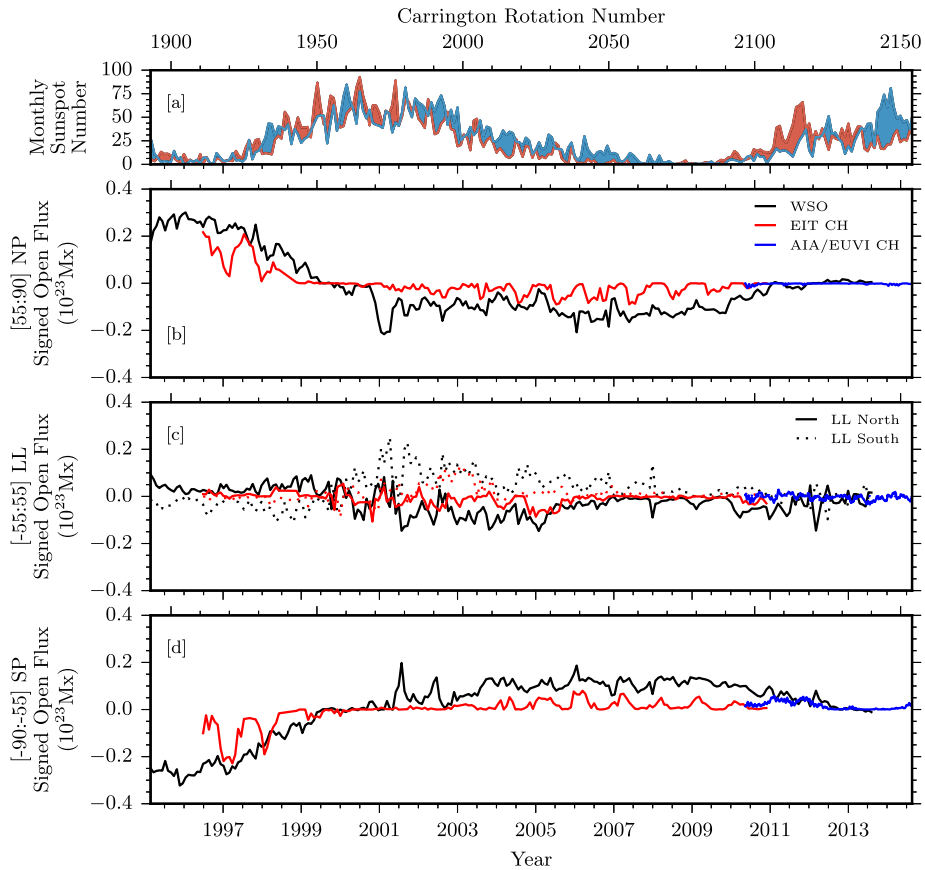 Carrington Rotation Number
1900 1950 2000 2050 2100 2150
Monthly
Sunspot
Number
100
75
50
25
0
[a]
[55:90] NP
Signed Open Flux
(10²³Mx)
0.4
0.2
0.0
−0.2
−0.4
[b]
WSO
EIT CH
AIA/EUVI CH
[-55:55] LL
Signed Open Flux
(10²³Mx)
0.4
0.2
0.0
−0.2
−0.4
[c]
LL North
LL South
[-90:-55] SP
Signed Open Flux
(10²³Mx)
0.4
0.2
0.0
−0.2
−0.4
[d]
1997 1999 2001 2003 2005 2007 2009 2011 2013
Year